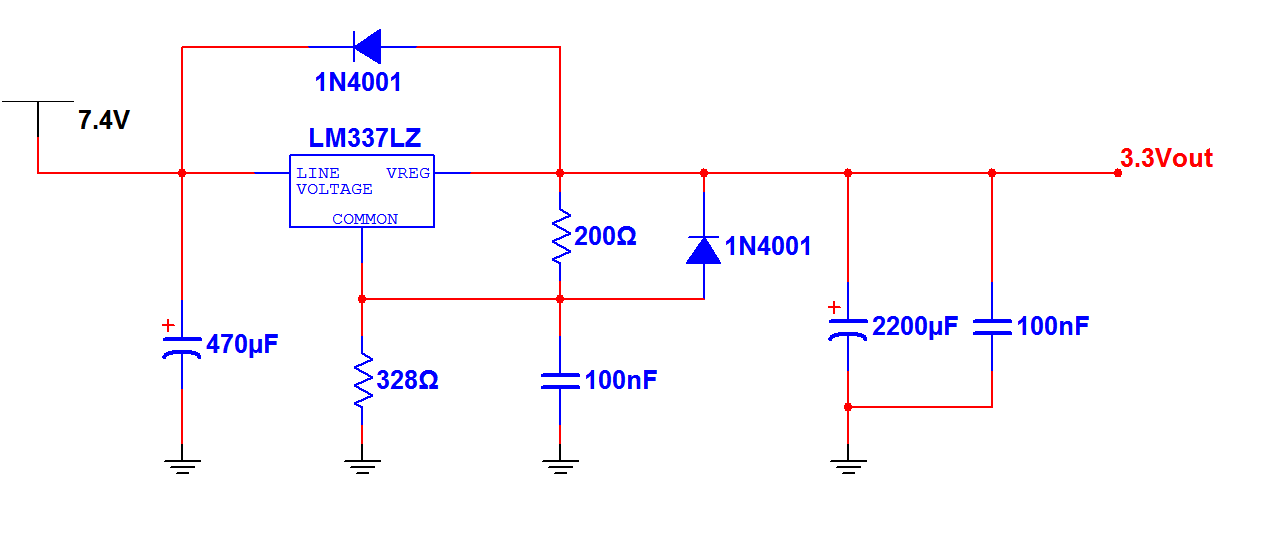 1N4001
7.4V
LM337LZ
LINE VREG
VOLTAGE
COMMON
3.3Vout
200Ω
1N4001
+
470µF
+
2200µF
100nF
328Ω
100nF